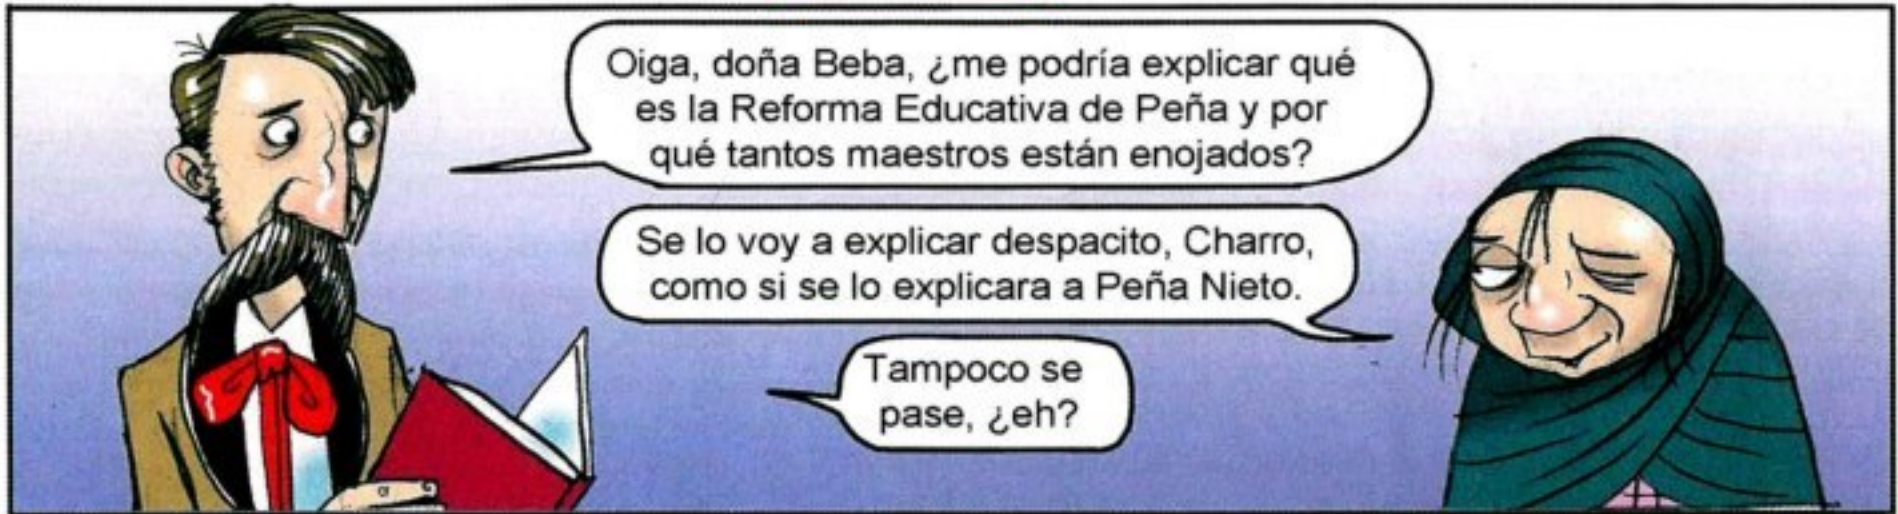 Oiga, doña Beba, ¿me podría explicar qué
es la Reforma Educativa de Peña y por
qué tantos maestros están enojados?
Se lo voy a explicar despacito, Charro,
como si se lo explicara a Peña Nieto.
Tampoco se
pase, ¿eh?